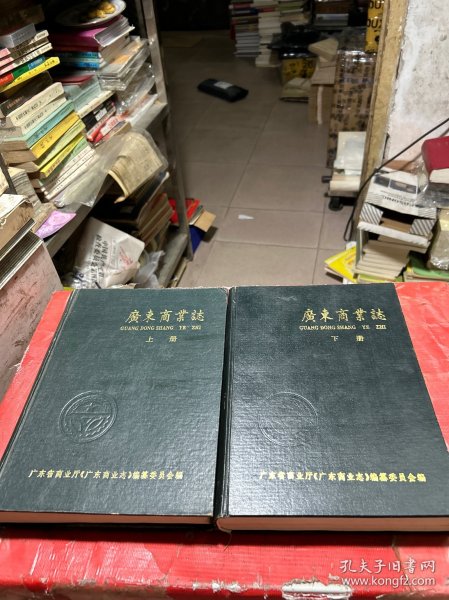 廣東商業誌
GUANG DONG SHANG YE ZHI
上册
广东省商业厅《广东商业志》编纂委员会编
廣東商業誌
GUANG DONG SHANG YE ZHI
下册
广东省商业厅《广东商业志》编纂委员会编
孔夫子旧书网
www.kongfz.com